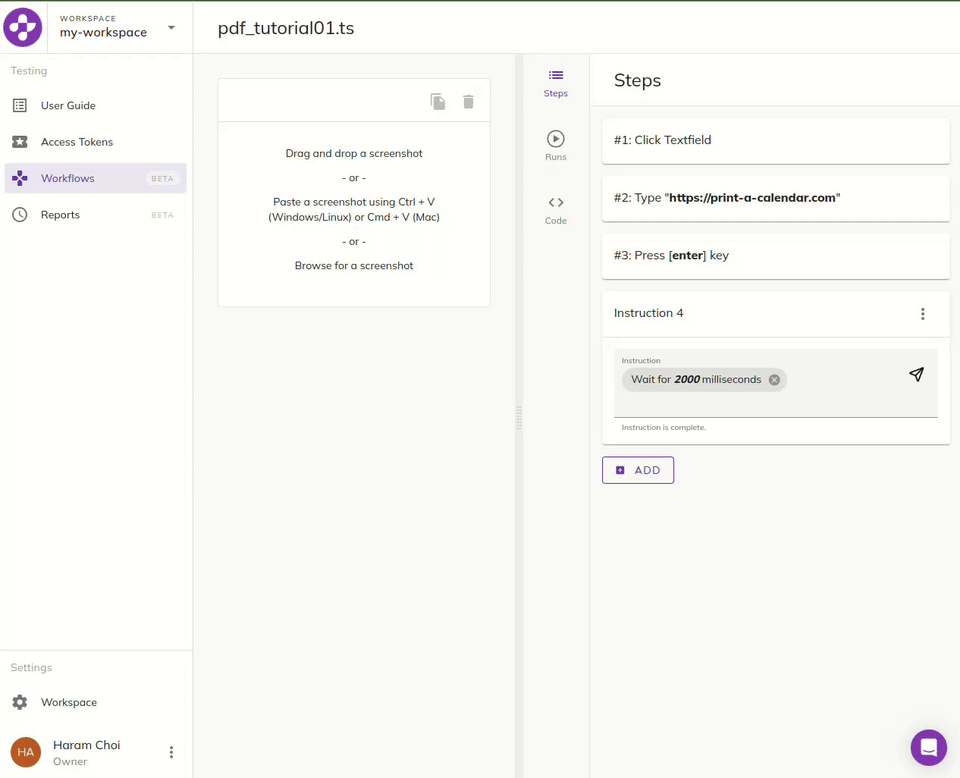 WORKSPACE
my-workspace
pdf_tutorial01.ts
Testing
User Guide
Access Tokens
Workflows BETA
Reports BETA
Settings
Workspace
HA
Haram Choi
Owner
Drag and drop a screenshot
- or -
Paste a screenshot using Ctrl + V
(Windows/Linux) or Cmd + V (Mac)
- or -
Browse for a screenshot
Steps
Runs
Code
Steps
#1: Click Textfield
#2: Type "https://print-a-calendar.com"
#3: Press [enter] key
Instruction 4
Instruction
Wait for 2000 milliseconds
Instruction is complete.
ADD